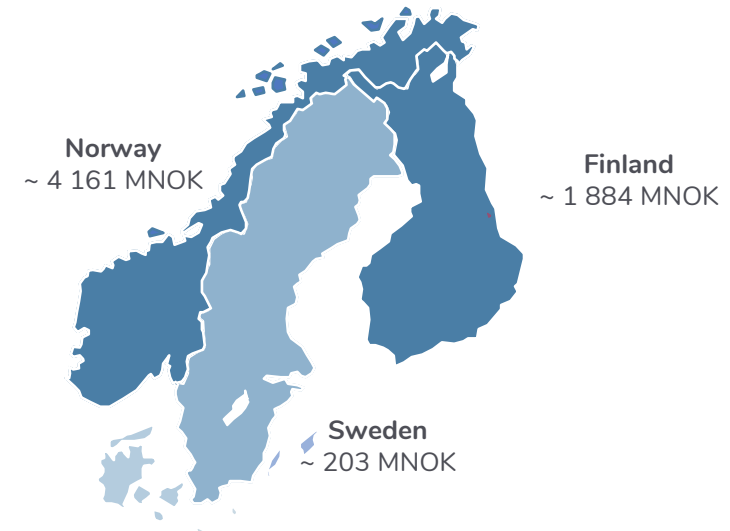 Norway
~ 4 161 MNOK
Finland
~ 1 884 MNOK
Sweden
~ 203 MNOK